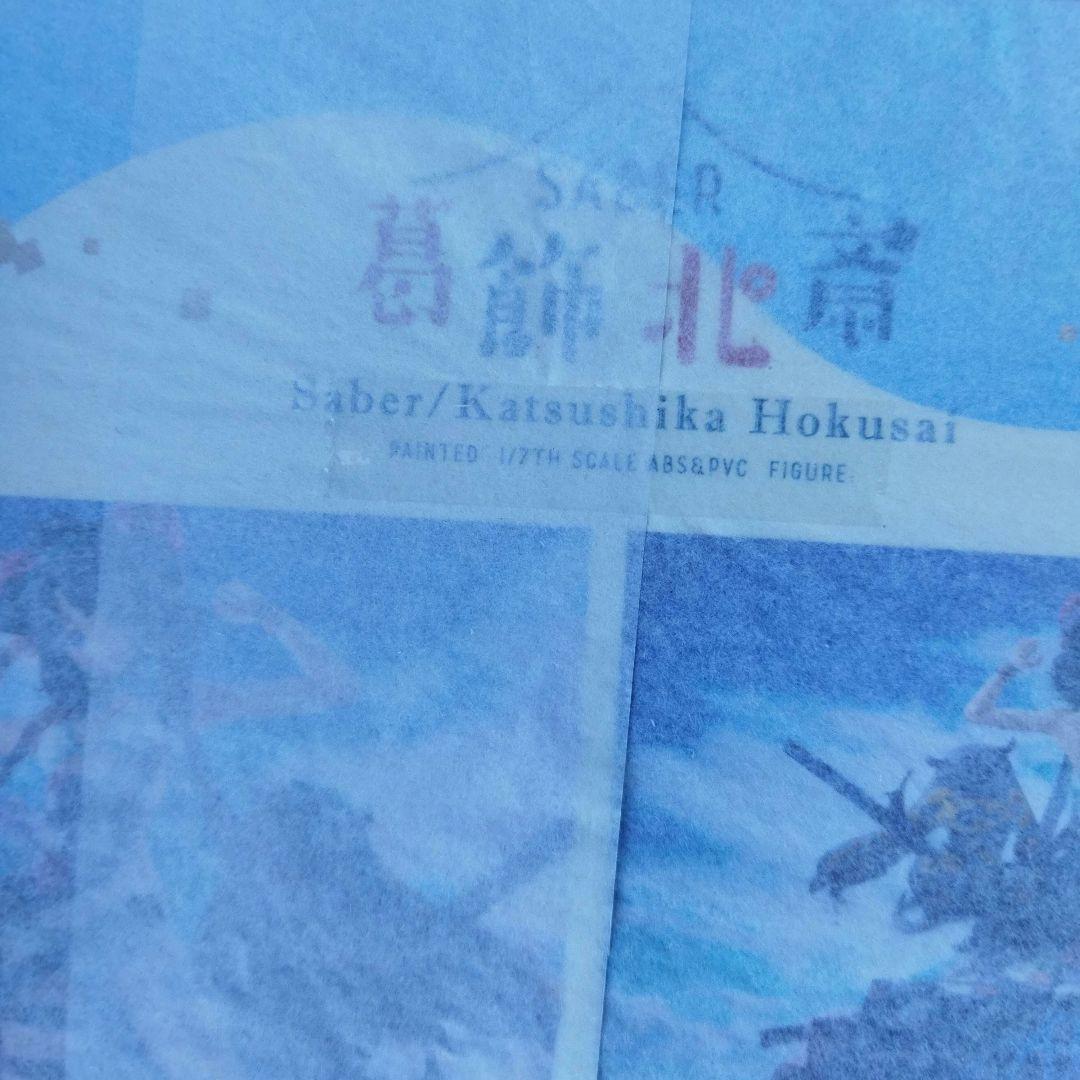 SABER
葛飾北斎
Saber/Katsushika Hokusai
PAINTED 1/7TH SCALE ABS&PVC FIGURE